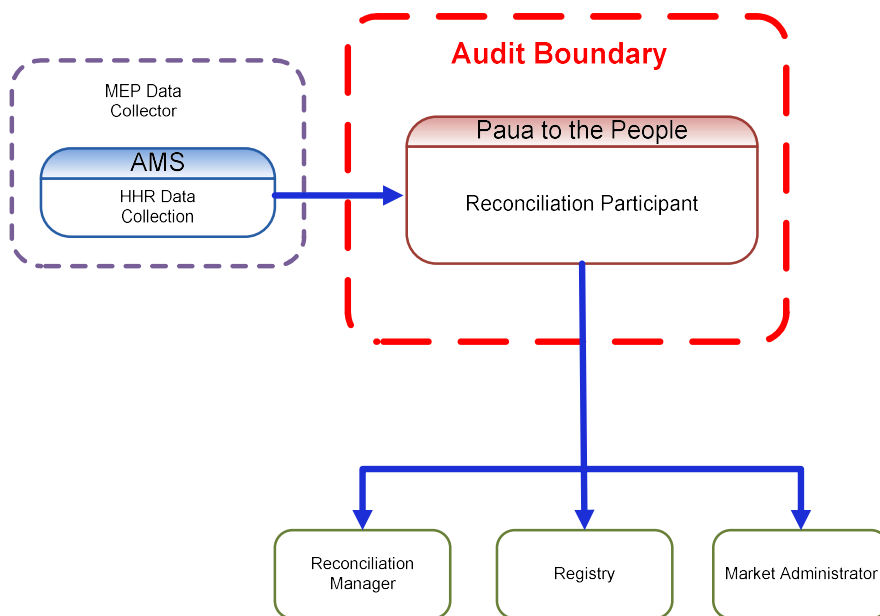 Audit Boundary
MEP Data
Collector
AMS
HHR Data
Collection
Paua to the People
Reconciliation Participant
Reconciliation
Manager
Registry
Market Administrator